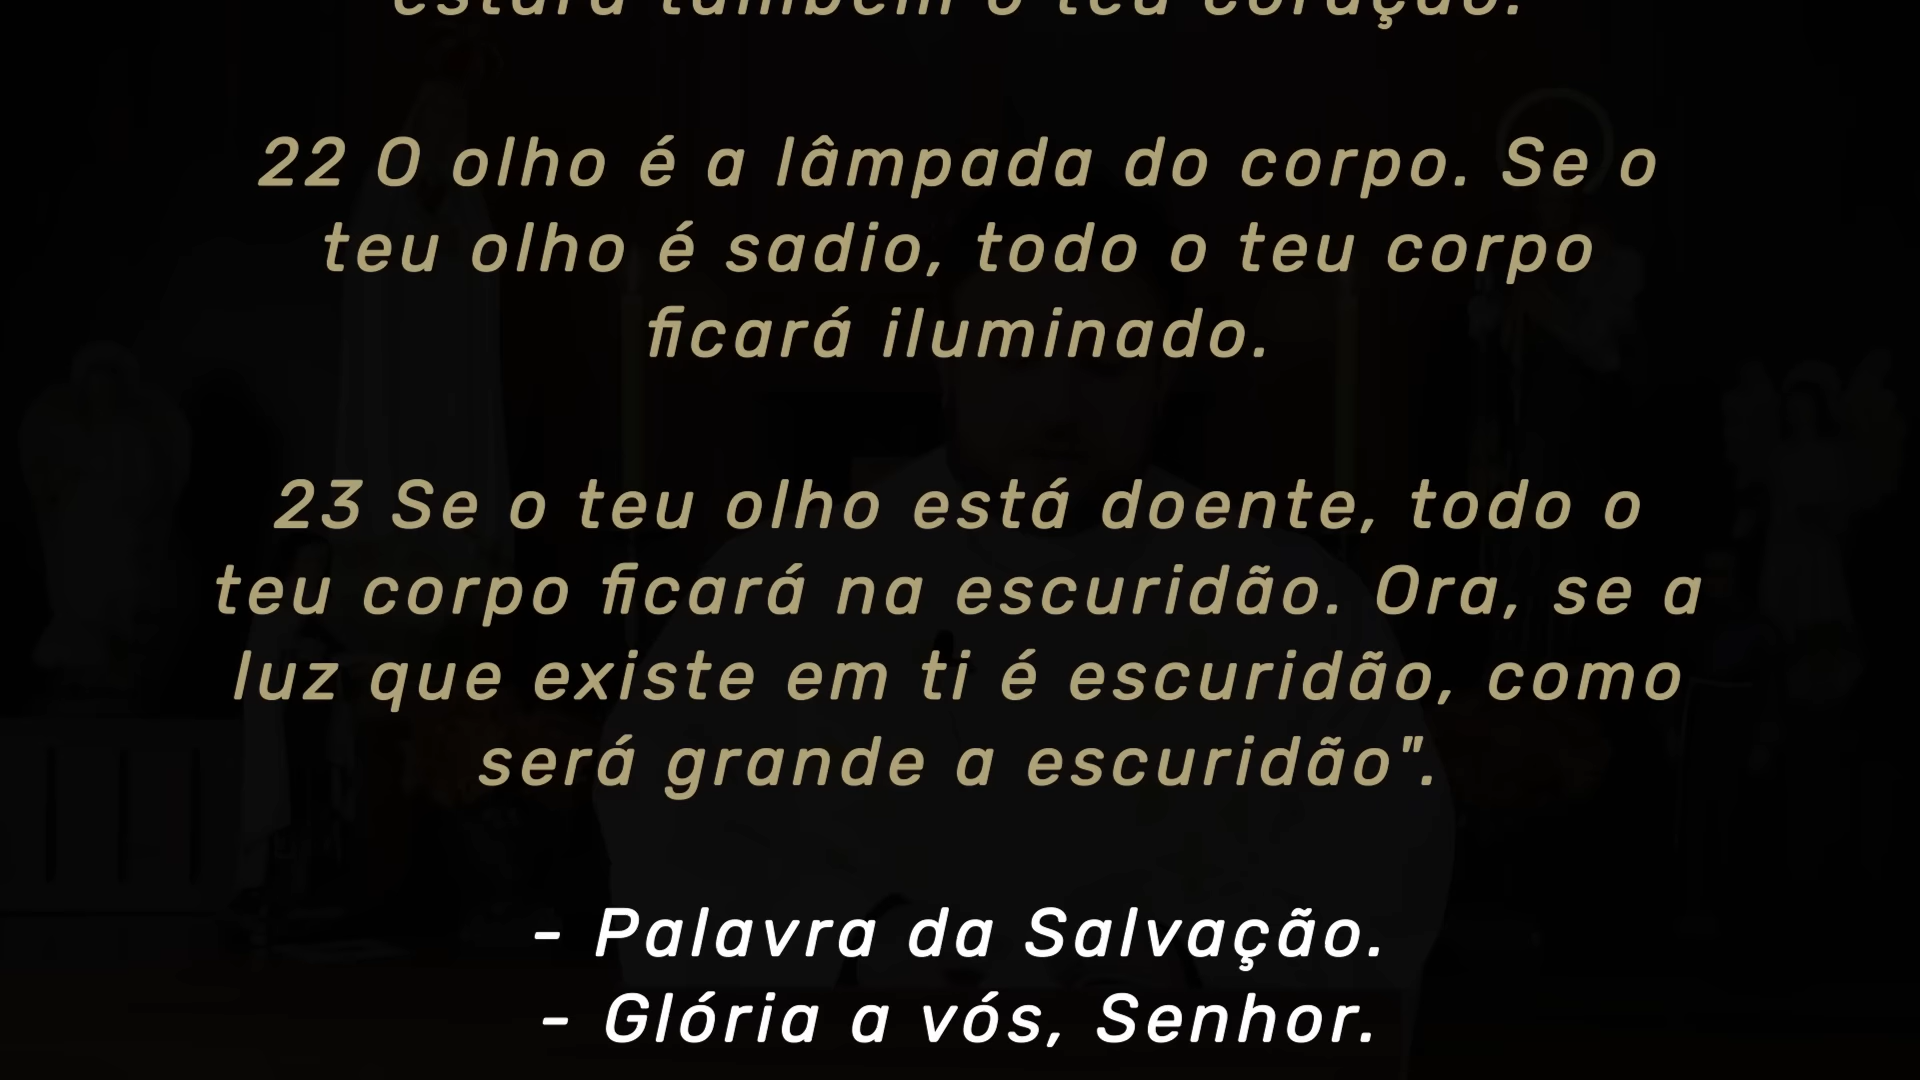 estará também o teu coração.
22 O olho é a lâmpada do corpo. Se o
teu olho é sadio, todo o teu corpo
ficará iluminado.
23 Se o teu olho está doente, todo o
teu corpo ficará na escuridão. Ora, se a
luz que existe em ti é escuridão, como
será grande a escuridão".
- Palavra da Salvação.
- Glória a vós, Senhor.